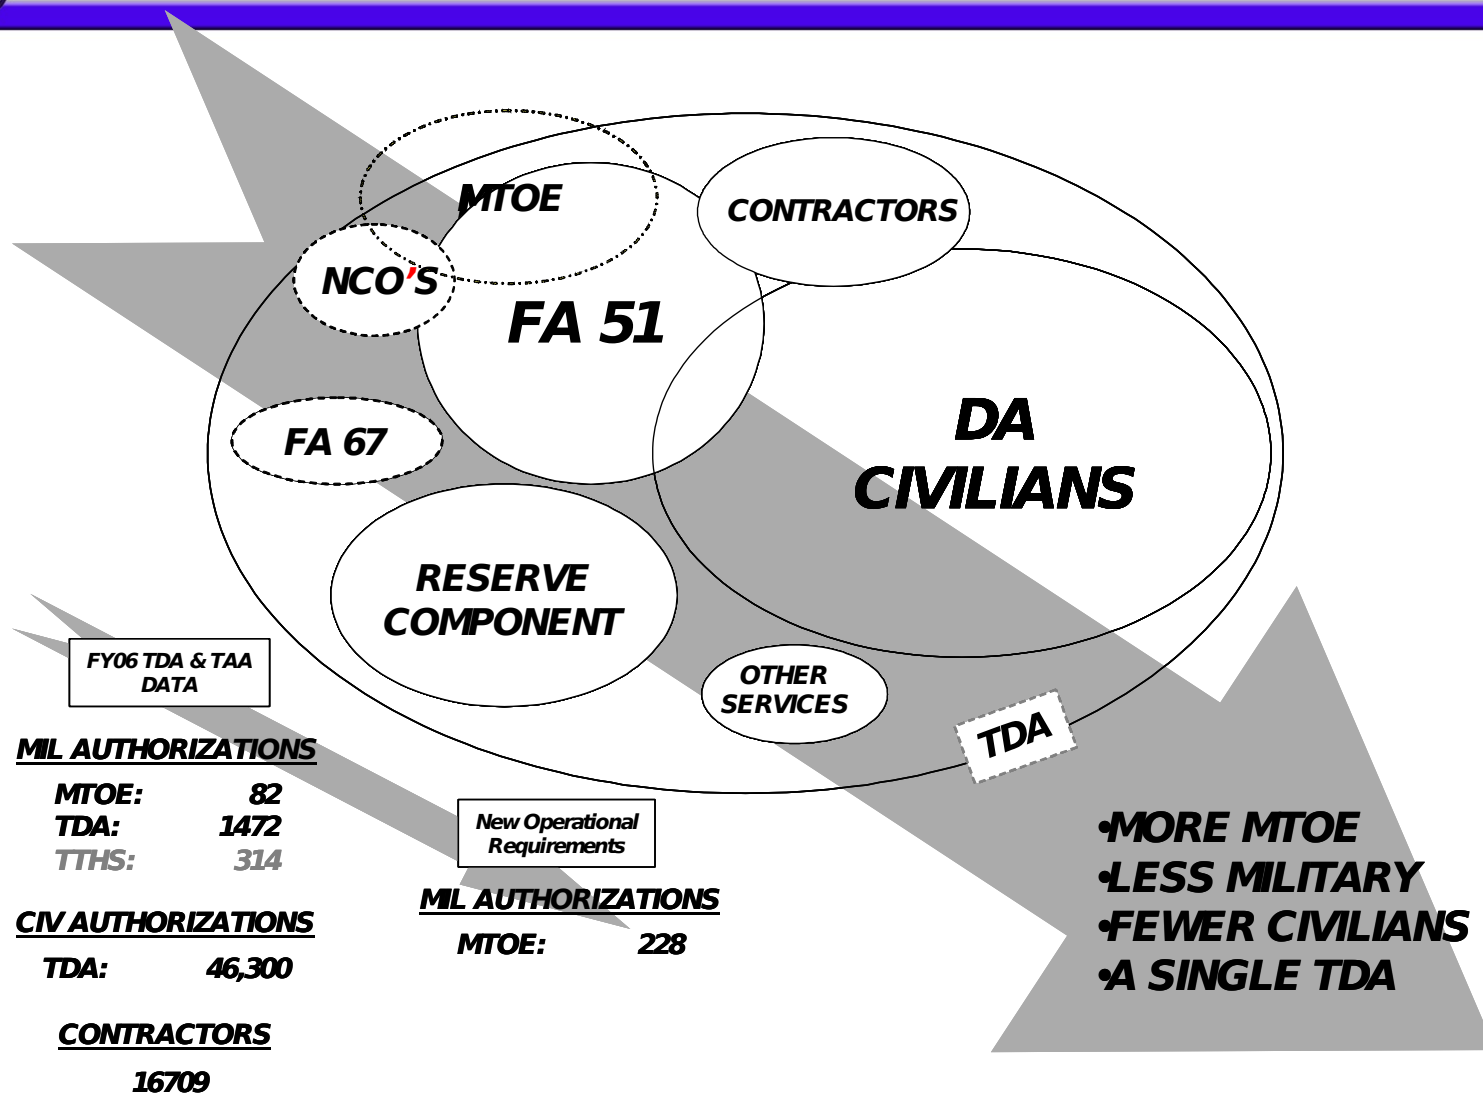 MTOE
CONTRACTORS
NCO'S
FA 51
FA 67
DA
CIVILIANS
RESERVE
COMPONENT
OTHER
SERVICES
TDA
FY06 TDA & TAA
DATA
MIL AUTHORIZATIONS
MTOE: 82
TDA: 1472
TTHS: 314
CIV AUTHORIZATIONS
TDA: 46,300
CONTRACTORS
16709
New Operational
Requirements
MIL AUTHORIZATIONS
MTOE: 228
•MORE MTOE
•LESS MILITARY
•FEWER CIVILIANS
•A SINGLE TDA